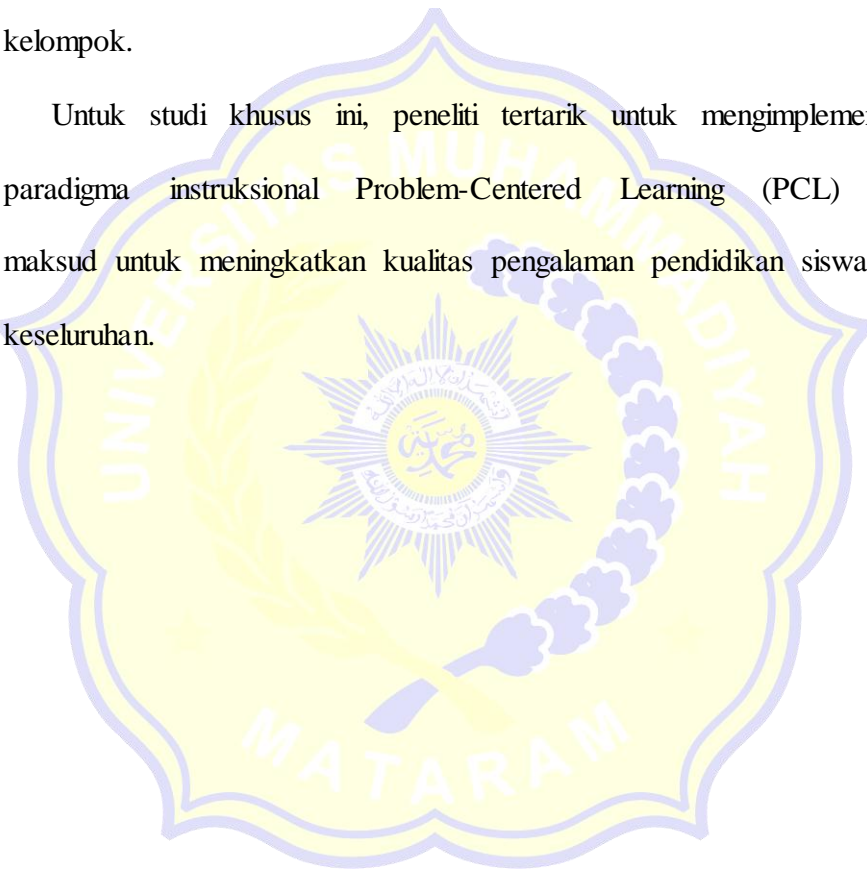 kelompok.
Untuk studi khusus ini, peneliti tertarik untuk mengimplemen
paradigma instruksional Problem-Centered Learning (PCL)
maksud untuk meningkatkan kualitas pengalaman pendidikan siswa
keseluruhan.
UNIVERSITAS MUHAMMADIYAH
MATARAM